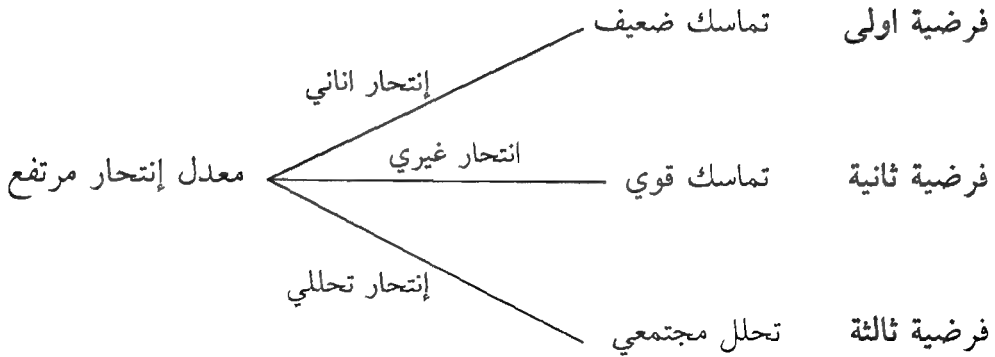 فرضية اولى تماسك ضعيف
إنتحار اناني
انتحار غيري
فرضية ثانية تماسك قوي معدل إنتحار مرتفع
إنتحار تحللي
فرضية ثالثة تحلل مجتمعي